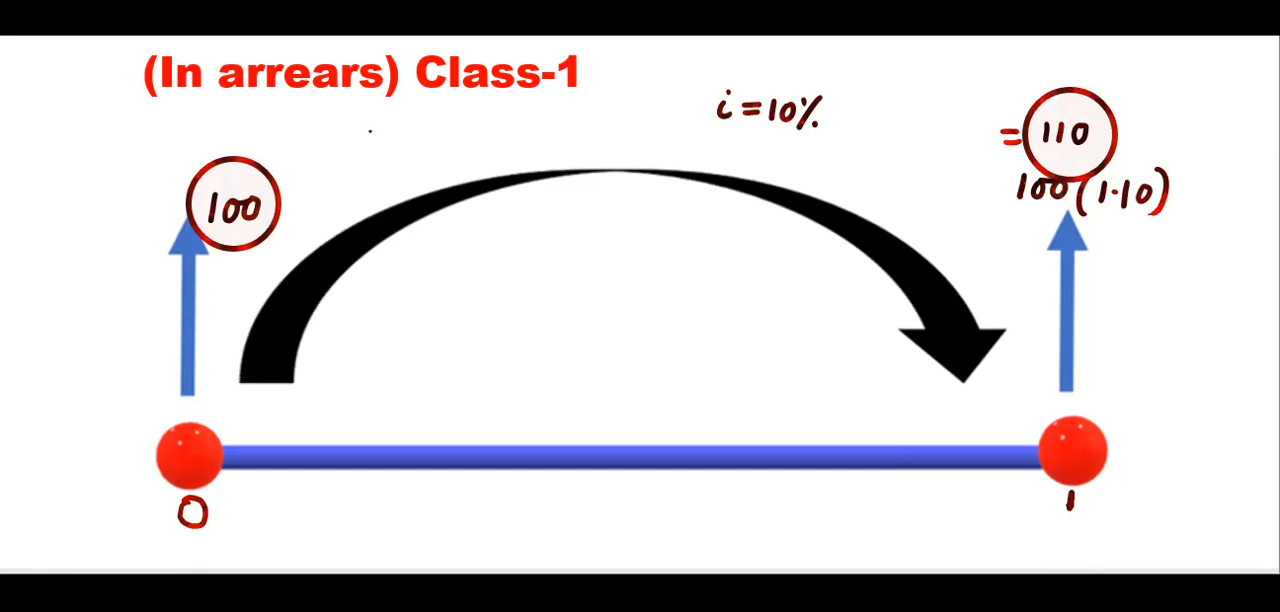 (In arrears) Class-1
i = 10%
= 110
100 (1.10)
100
0
1